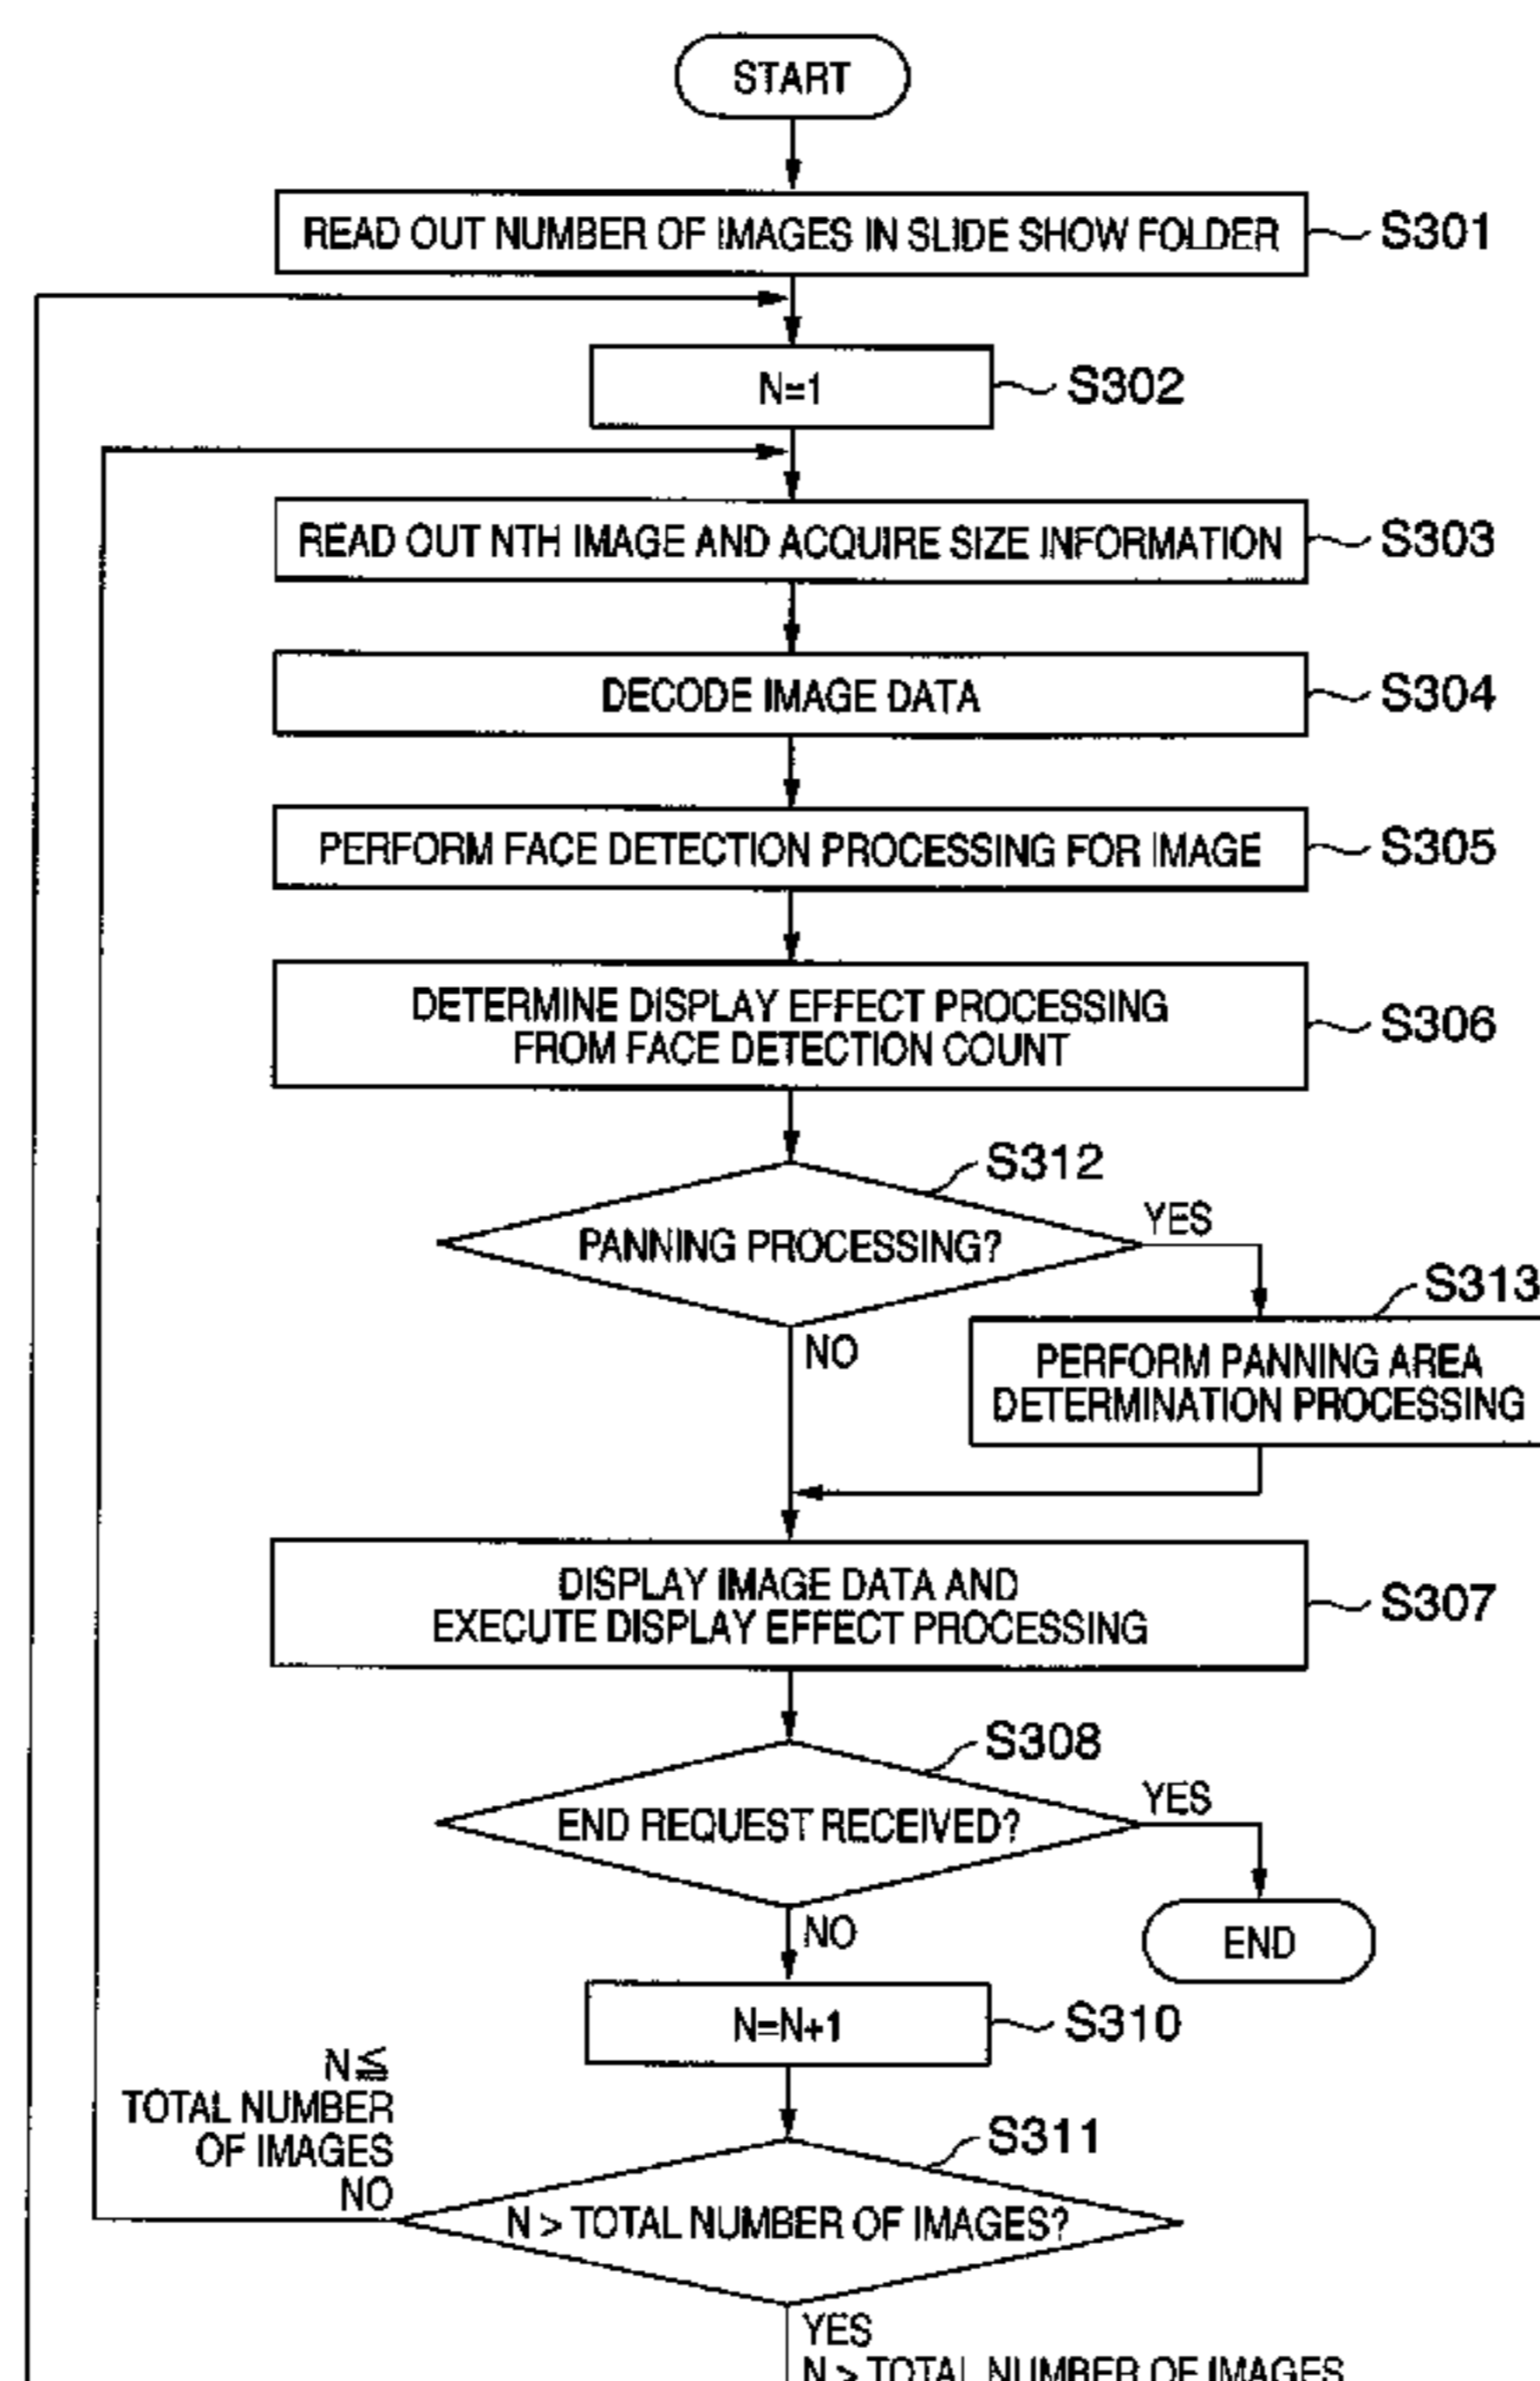 START
READ OUT NUMBER OF IMAGES IN SLIDE SHOW FOLDER
S301
N=1
S302
READ OUT NTH IMAGE AND ACQUIRE SIZE INFORMATION
S303
DECODE IMAGE DATA
S304
PERFORM FACE DETECTION PROCESSING FOR IMAGE
S305
DETERMINE DISPLAY EFFECT PROCESSING
FROM FACE DETECTION COUNT
S306
S312
PANNING PROCESSING?
YES
NO
S313
PERFORM PANNING AREA
DETERMINATION PROCESSING
DISPLAY IMAGE DATA AND
EXECUTE DISPLAY EFFECT PROCESSING
S307
S308
END REQUEST RECEIVED?
YES
NO
END
N=N+1
S310
N≦
TOTAL NUMBER
OF IMAGES
NO
S311
N > TOTAL NUMBER OF IMAGES?
YES
N > TOTAL NUMBER OF IMAGES